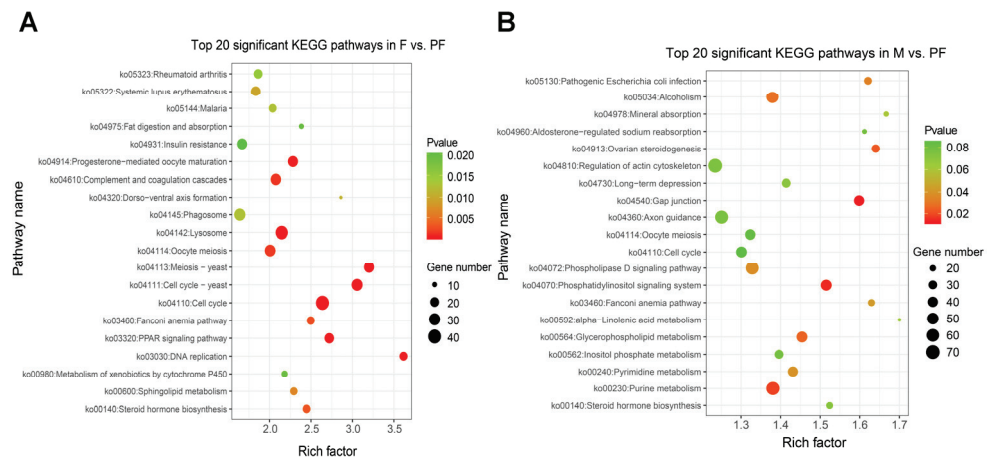 A
Top 20 significant KEGG pathways in F vs. PF
Pathway name
ko05323:Rheumatoid arthritis
ko05322:Systemic lupus erythematosus
ko05144:Malaria
ko04975:Fat digestion and absorption
ko04931:Insulin resistance
ko04914:Progesterone-mediated oocyte maturation
ko04610:Complement and coagulation cascades
ko04320:Dorso-ventral axis formation
ko04145:Phagosome
ko04142:Lysosome
ko04114:Oocyte meiosis
ko04113:Meiosis - yeast
ko04111:Cell cycle - yeast
ko04110:Cell cycle
ko03460:Fanconi anemia pathway
ko03320:PPAR signaling pathway
ko03030:DNA replication
ko00980:Metabolism of xenobiotics by cytochrome P450
ko00600:Sphingolipid metabolism
ko00140:Steroid hormone biosynthesis
2.0 2.5 3.0 3.5
Rich factor
Pvalue
0.020
0.015
0.010
0.005
Gene number
10
20
30
40
B
Top 20 significant KEGG pathways in M vs. PF
Pathway name
ko05130:Pathogenic Escherichia coli infection
ko05034:Alcoholism
ko04978:Mineral absorption
ko04960:Aldosterone-regulated sodium reabsorption
ko04913:Ovarian steroidogenesis
ko04810:Regulation of actin cytoskeleton
ko04730:Long-term depression
ko04540:Gap junction
ko04360:Axon guidance
ko04114:Oocyte meiosis
ko04110:Cell cycle
ko04072:Phospholipase D signaling pathway
ko04070:Phosphatidylinositol signaling system
ko03460:Fanconi anemia pathway
ko00592:alpha-Linolenic acid metabolism
ko00564:Glycerophospholipid metabolism
ko00562:Inositol phosphate metabolism
ko00240:Pyrimidine metabolism
ko00230:Purine metabolism
ko00140:Steroid hormone biosynthesis
1.3 1.4 1.5 1.6 1.7
Rich factor
Pvalue
0.08
0.06
0.04
0.02
Gene number
20
30
40
50
60
70